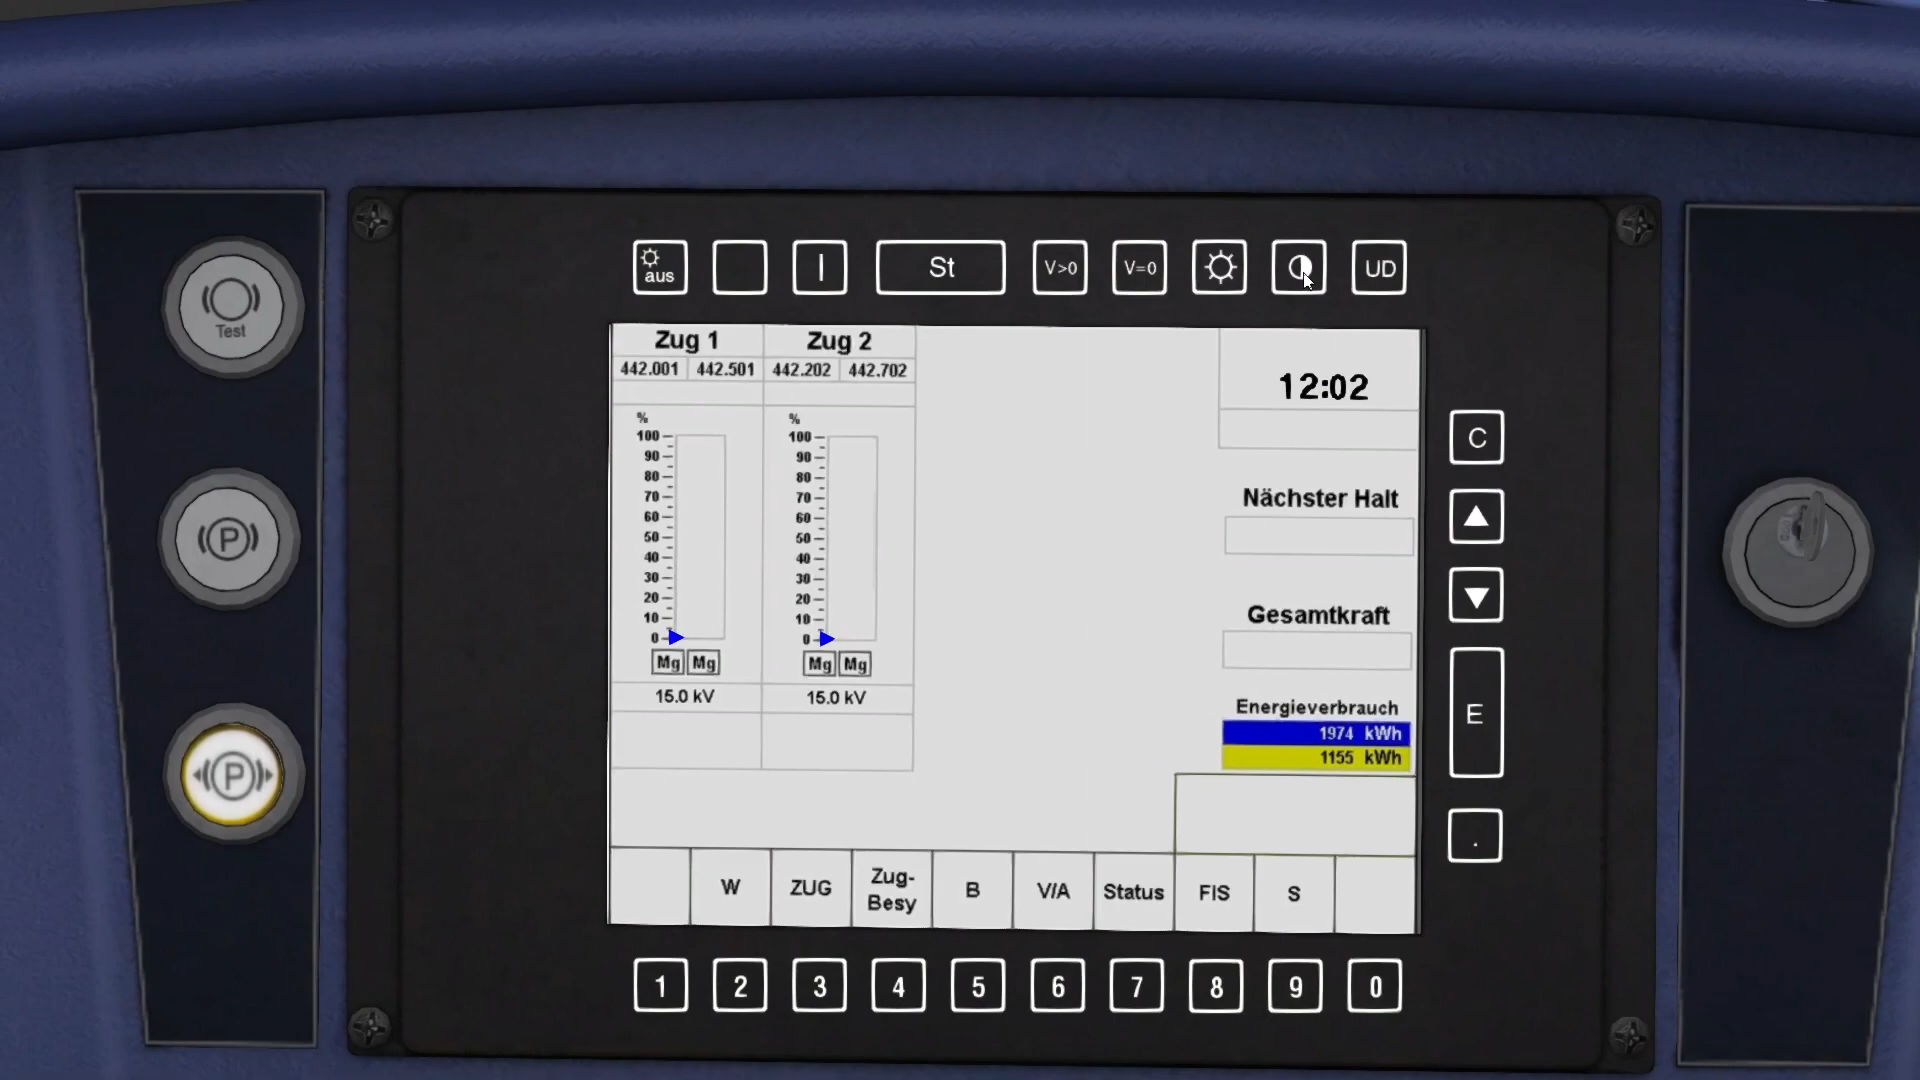 aus
I
St
V>0
V=0
UD
Test
P
P
Zug 1
Zug 2
442.001
442.501
442.202
442.702
%
100
90
80
70
60
50
40
30
20
10
0
Mg Mg
15.0 kV
%
100
90
80
70
60
50
40
30
20
10
0
Mg Mg
15.0 kV
12:02
Nächster Halt
Gesamtkraft
Energieverbrauch
1974 kWh
1155 kWh
W
ZUG
Zug-
Besy
B
V/A
Status
FIS
S
C
E
.
1 2 3 4 5 6 7 8 9 0